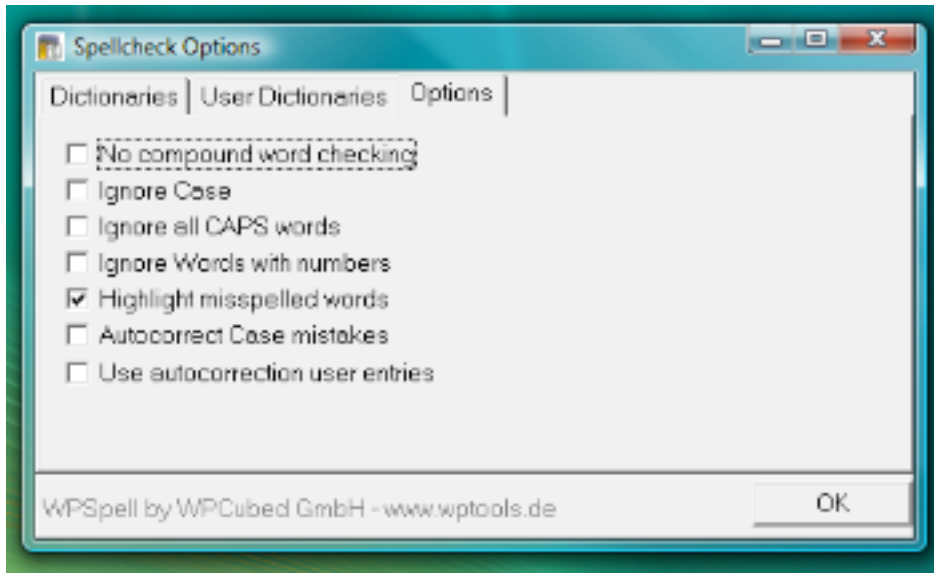 Spellcheck Options
Dictionaries User Dictionaries Options
No compound word checking
Ignore Case
Ignore all CAPS words
Ignore Words with numbers
Highlight misspelled words
Autocorrect Case mistakes
Use autocorrection user entries
WPSpell by WPCubed GmbH - www.wptools.de OK